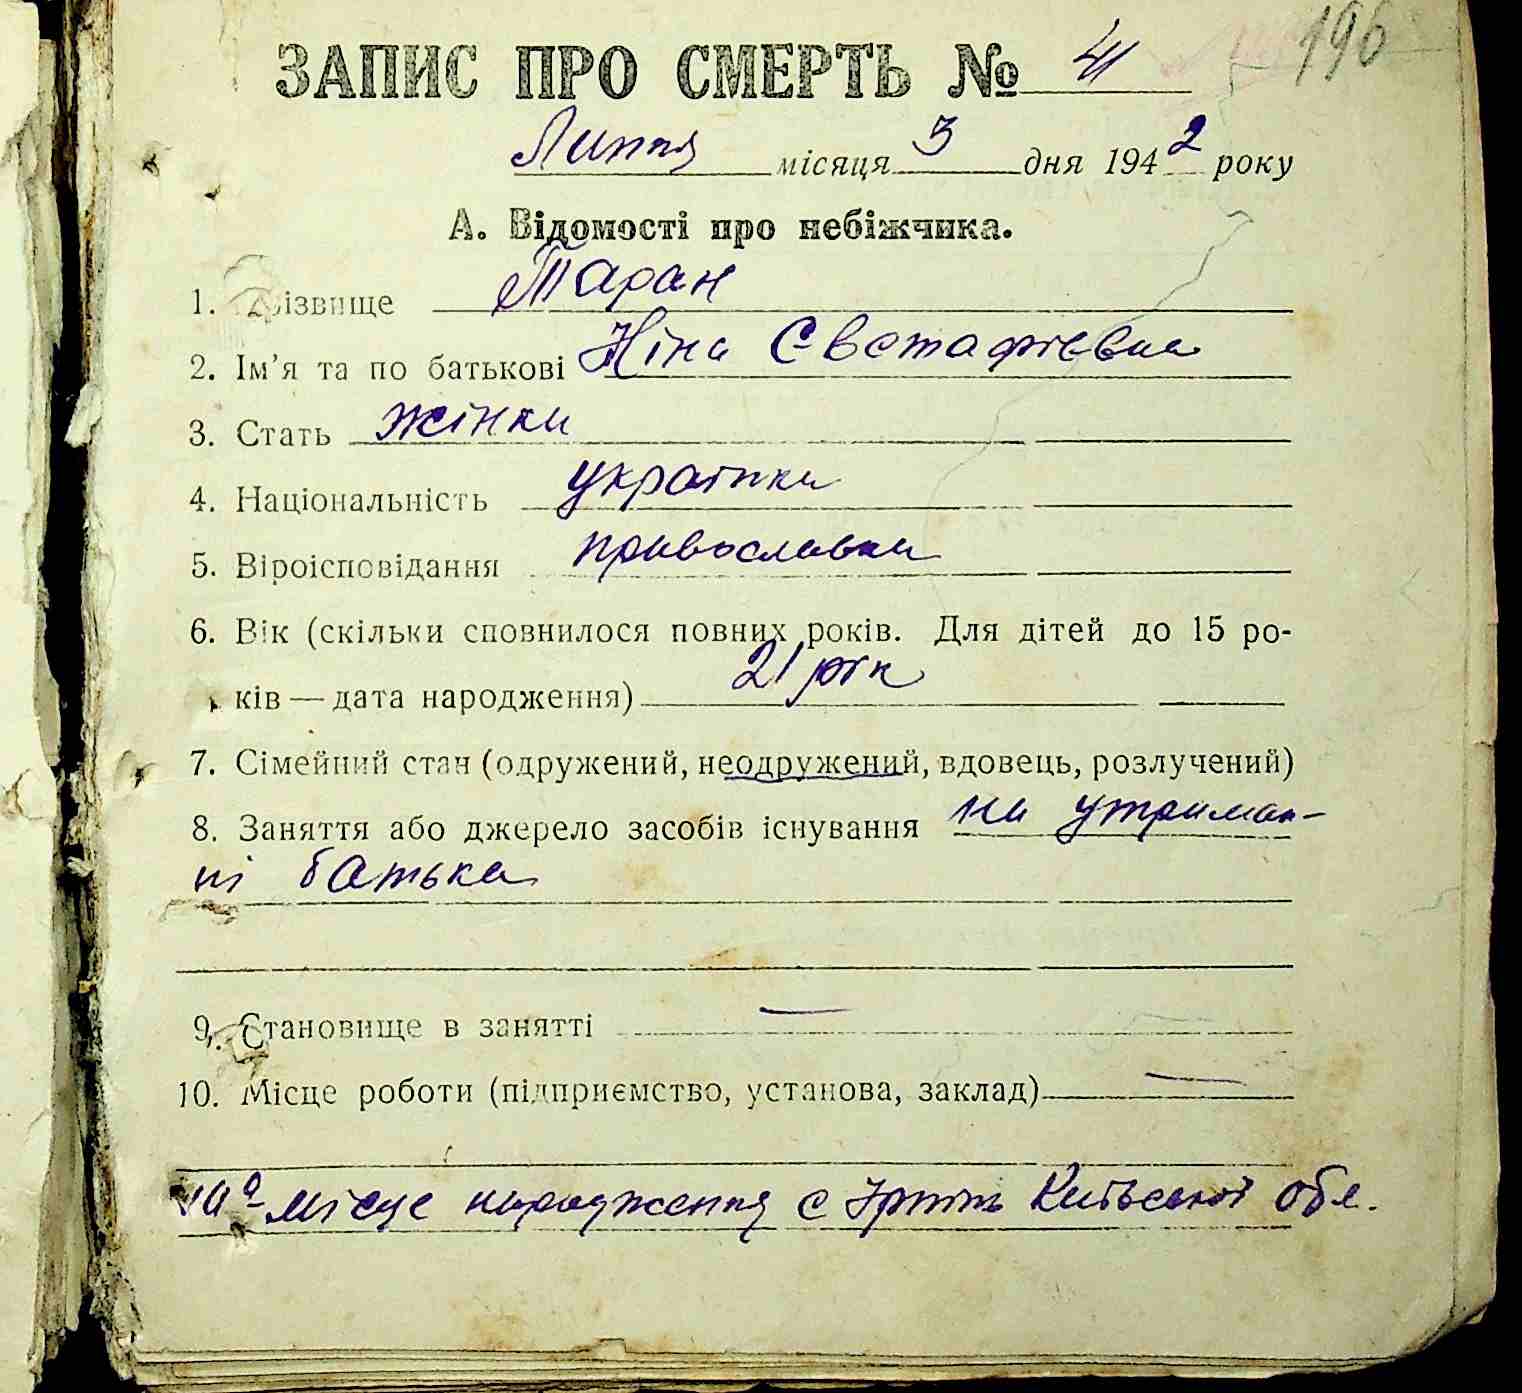 196
ЗАПИС ПРО СМЕРТЬ № 41
Липня місяця 3 дня 1942 року
А. Відомості про небіжчика.
1. Прізвище Таран
2. Ім'я та по батькові Ніна Євстафієвна
3. Стать жінка
4. Національність українка
5. Віроісповідання православна
6. Вік (скільки сповнилося повних років. Для дітей до 15 ро-
ків — дата народження) 21 рік
7. Сімейний стан (одружений, неодружений, вдовець, розлучений)
8. Заняття або джерело засобів існування на утриман-
ні батька
9. Становище в занятті —
10. Місце роботи (підприємство, установа, заклад) —
10а - місце народження с Київської обл.